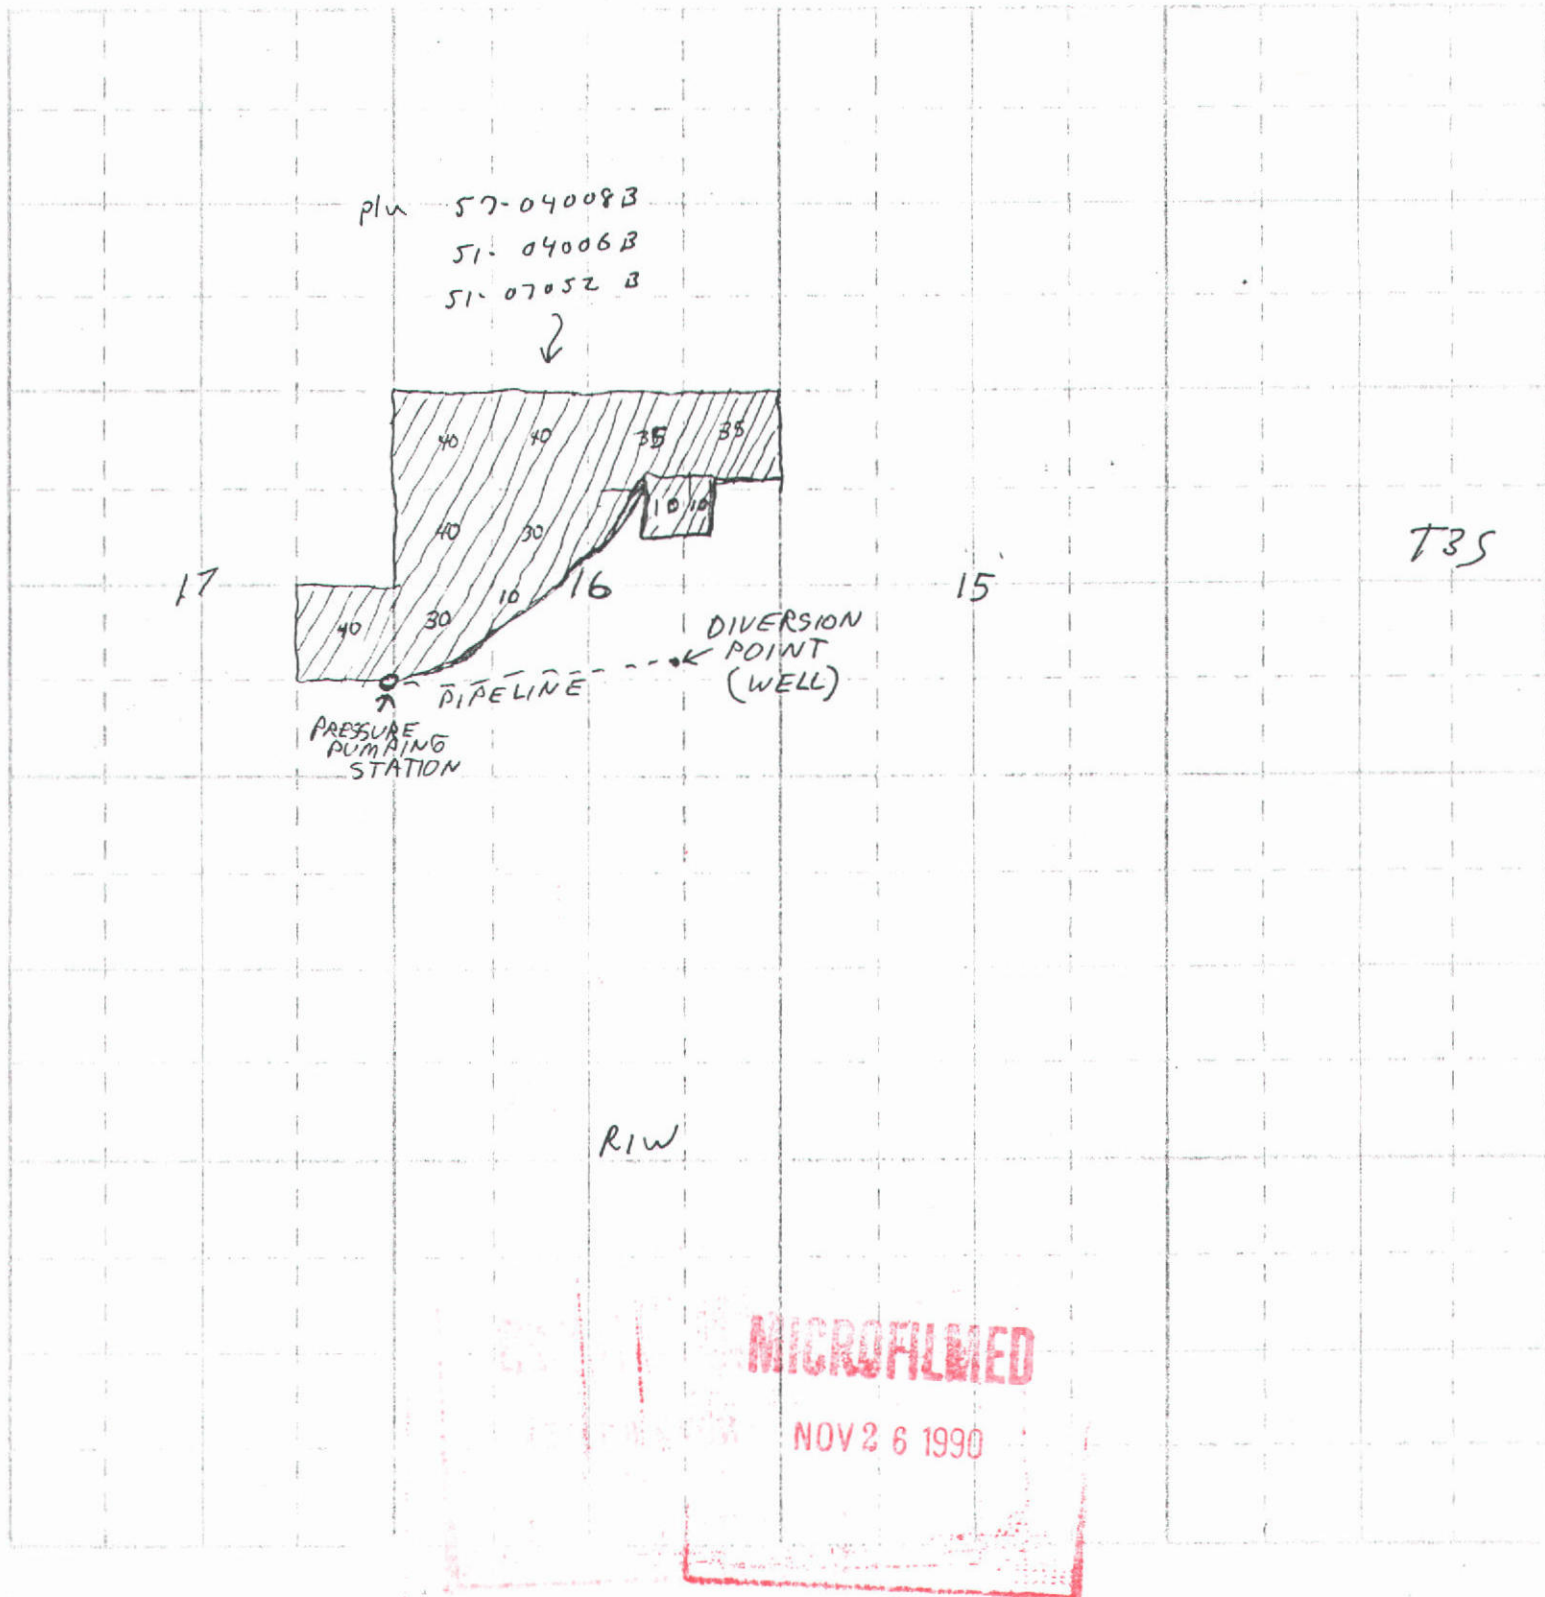 p/u 57-04008B
51-04006B
51-07052 B
40 40 35 35
40 30 10 10
17 40 30 10 16 15 T3S
DIVERSION
POINT
(WELL)
PIPELINE
PRESSURE
PUMPING
STATION
R1W
MICROFILMED
NOV 26 1990